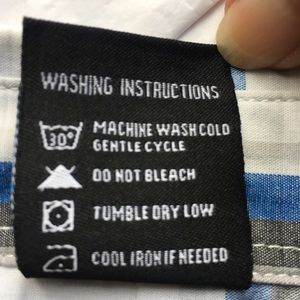 WASHING INSTRUCTIONS
30° MACHINE WASH COLD
GENTLE CYCLE
DO NOT BLEACH
TUMBLE DRY LOW
COOL IRON IF NEEDED